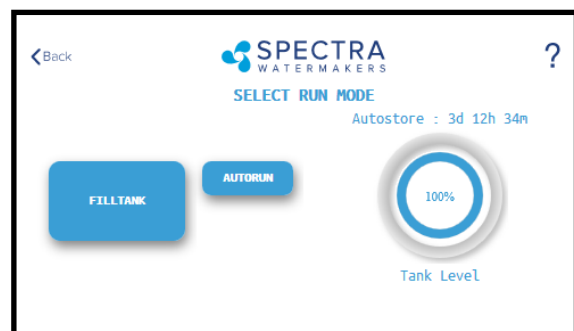 Back
SPECTRA
WATERMAKERS
?
SELECT RUN MODE
Autostore : 3d 12h 34m
FILLTANK
AUTORUN
100%
Tank Level